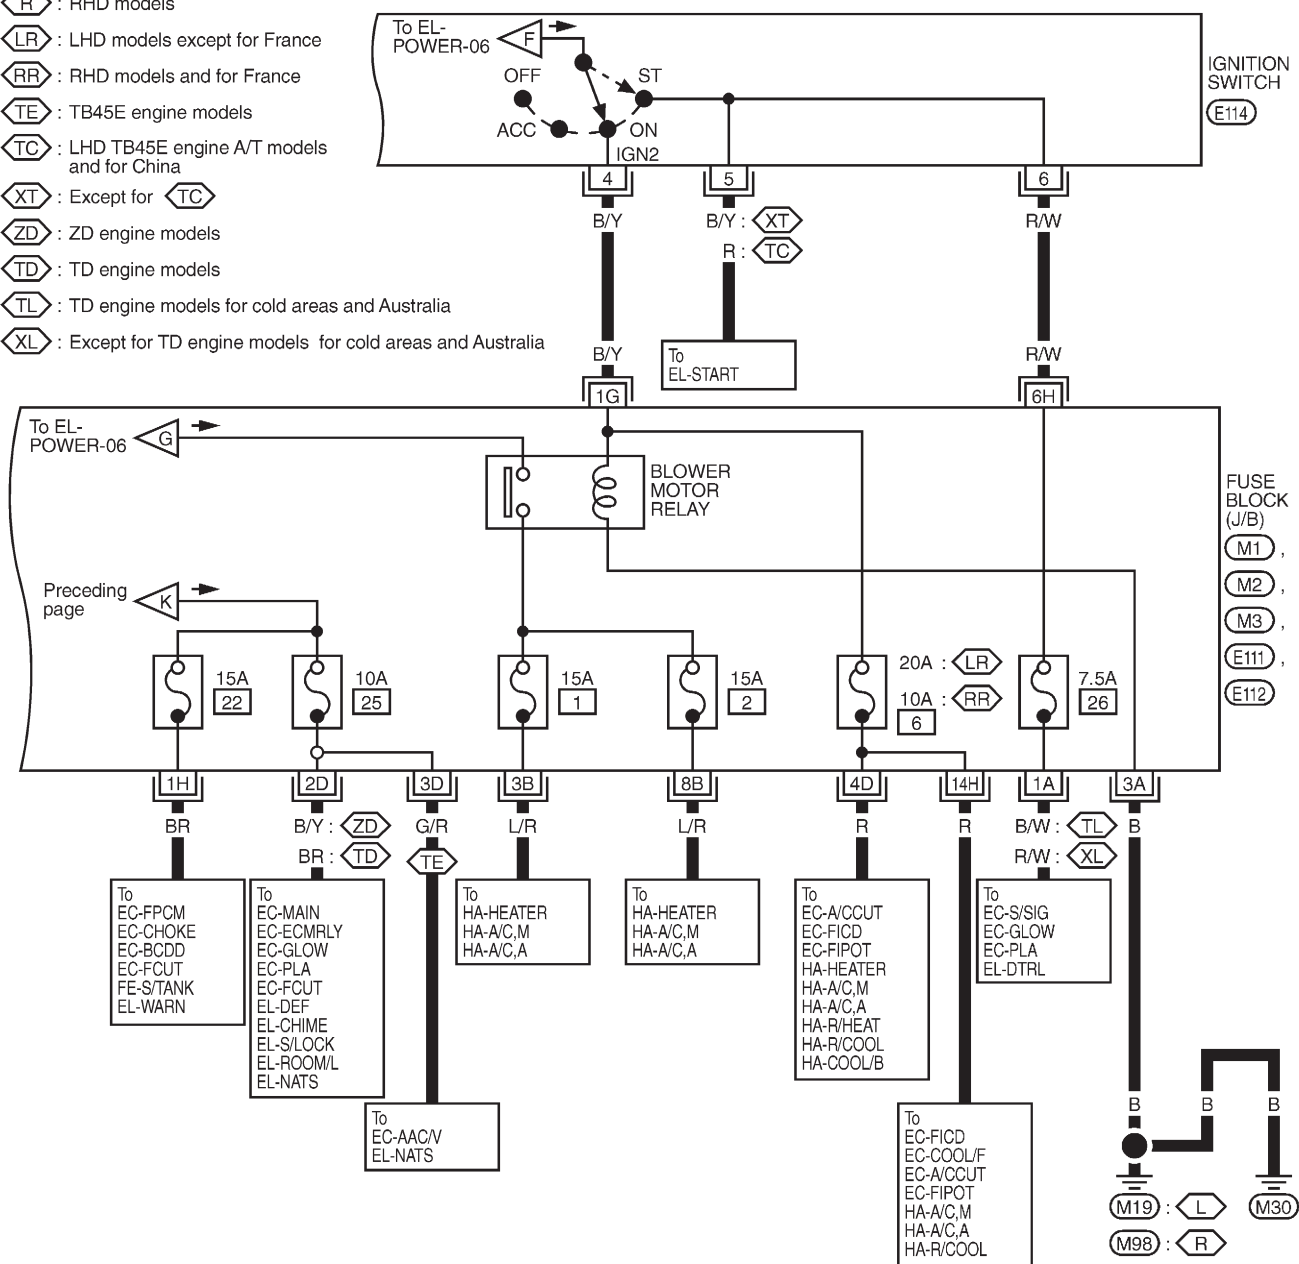 R : RHD models
LR : LHD models except for France
RR : RHD models and for France
TE : TB45E engine models
TC : LHD TB45E engine A/T models
and for China
XT : Except for TC
ZD : ZD engine models
TD : TD engine models
TL : TD engine models for cold areas and Australia
XL : Except for TD engine models for cold areas and Australia
To EL-
POWER-06
F
OFF
ST
ACC
ON
IGN2
IGNITION
SWITCH
E114
4
5
6
B/Y
B/Y : XT
R/W
R : TC
B/Y
To
EL-START
R/W
1G
6H
To EL-
POWER-06
G
BLOWER
MOTOR
RELAY
FUSE
BLOCK
(J/B)
M1 ,
M2 ,
M3 ,
E111 ,
E112
Preceding
page
K
15A
22
10A
25
15A
1
15A
2
20A : LR
10A : RR
6
7.5A
26
1H
2D
3D
3B
8B
4D
14H
1A
3A
BR
B/Y : ZD
BR : TD
G/R
TE
L/R
L/R
R
R
B/W : TL
R/W : XL
B
To
EC-FPCM
EC-CHOKE
EC-BCDD
EC-FCUT
FE-S/TANK
EL-WARN
To
EC-MAIN
EC-ECMRLY
EC-GLOW
EC-PLA
EC-FCUT
EL-DEF
EL-CHIME
EL-S/LOCK
EL-ROOM/L
EL-NATS
To
EC-AAC/V
EL-NATS
To
HA-HEATER
HA-A/C,M
HA-A/C,A
To
HA-HEATER
HA-A/C,M
HA-A/C,A
To
EC-A/CCUT
EC-FICD
EC-FIPOT
HA-HEATER
HA-A/C,M
HA-A/C,A
HA-R/HEAT
HA-R/COOL
HA-COOL/B
To
EC-FICD
EC-COOL/F
EC-A/CCUT
EC-FIPOT
HA-A/C,M
HA-A/C,A
HA-R/COOL
To
EC-S/SIG
EC-GLOW
EC-PLA
EL-DTRL
B
B
B
M19 : L
M30
M98 : R